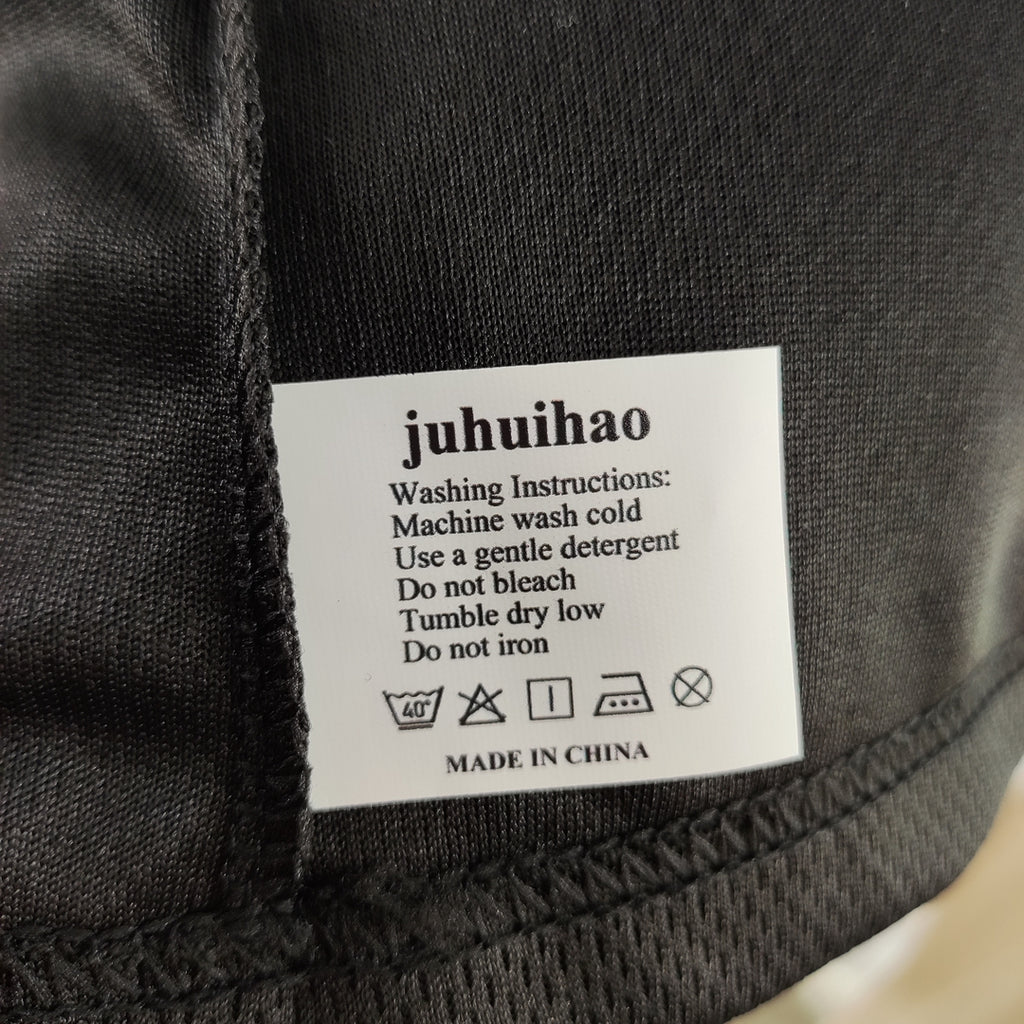 juhuihao
Washing Instructions:
Machine wash cold
Use a gentle detergent
Do not bleach
Tumble dry low
Do not iron
40°
MADE IN CHINA